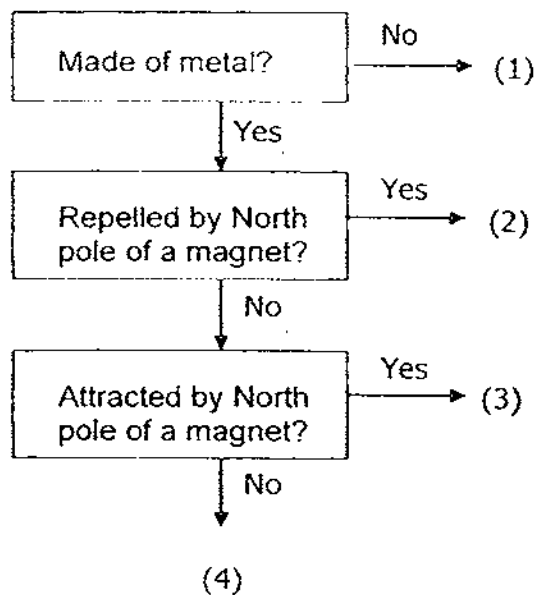 Made of metal?
No
(1)
Yes
Repelled by North
pole of a magnet?
Yes
(2)
No
Attracted by North
pole of a magnet?
Yes
(3)
No
(4)